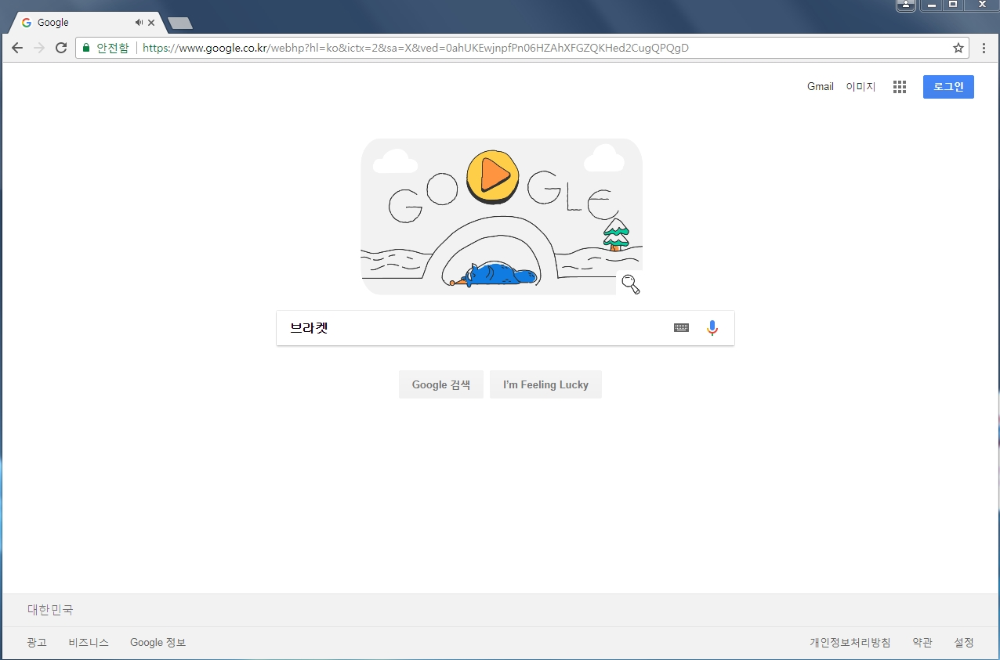 Google
안전함 https://www.google.co.kr/webhp?hl=ko&ictx=2&sa=X&ved=0ahUKEwjnpfPn06HZAhXFGZQKHed2CugQPQgD
Gmail 이미지 로그인
GOOGLE
브라켓
Google 검색 I'm Feeling Lucky
대한민국
광고 비즈니스 Google 정보 개인정보처리방침 약관 설정